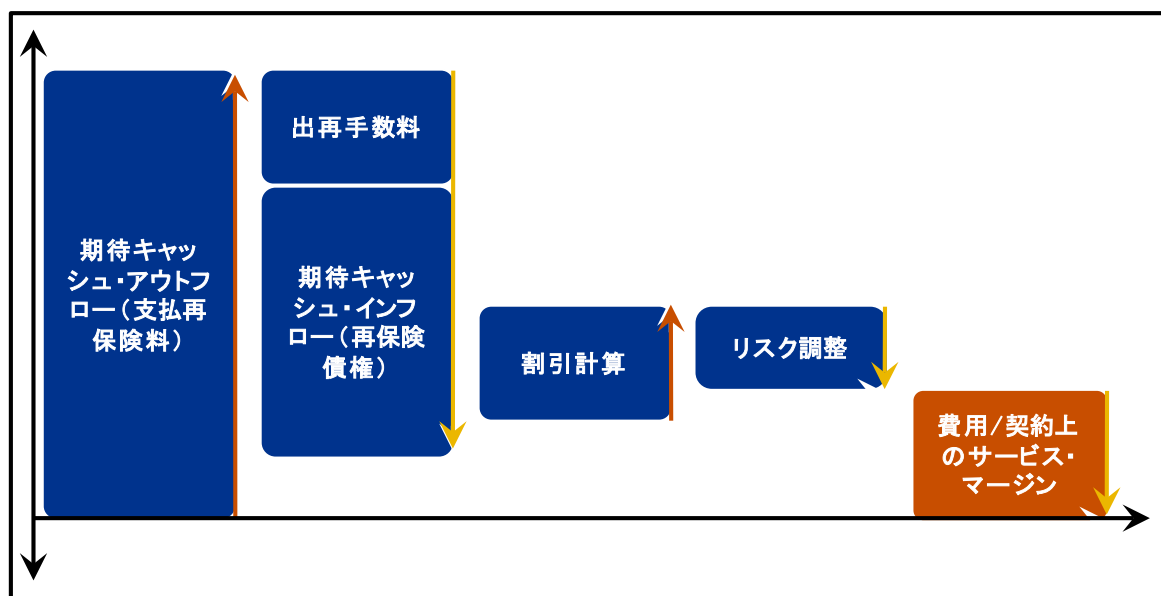 期待キャッ
シュ・アウトフ
ロー（支払再
保険料）
出再手数料
期待キャッ
シュ・インフ
ロー（再保険
債権）
割引計算
リスク調整
費用/契約上
のサービス・
マージン